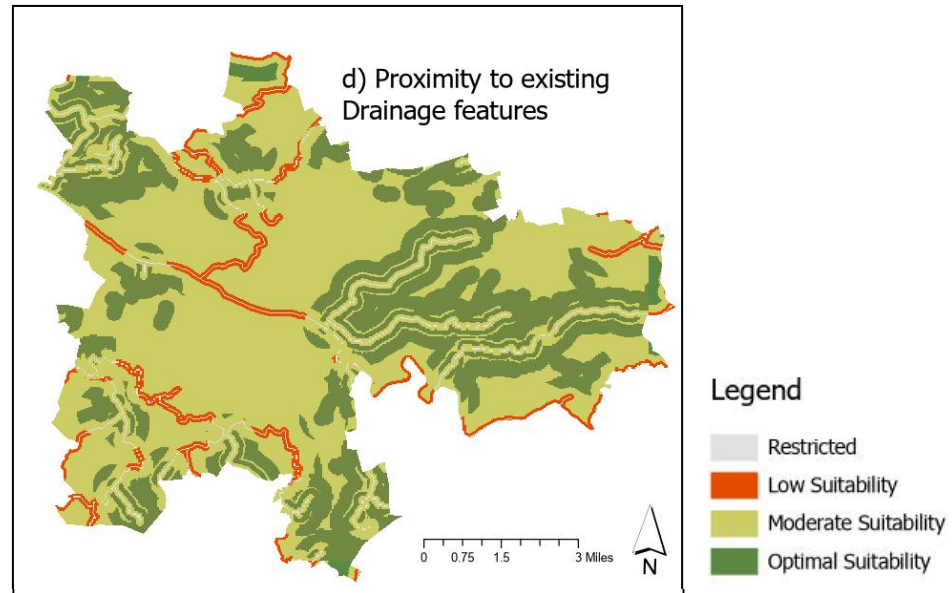 d) Proximity to existing
Drainage features
Legend
Restricted
Low Suitability
Moderate Suitability
Optimal Suitability
0 0.75 1.5 3 Miles
N